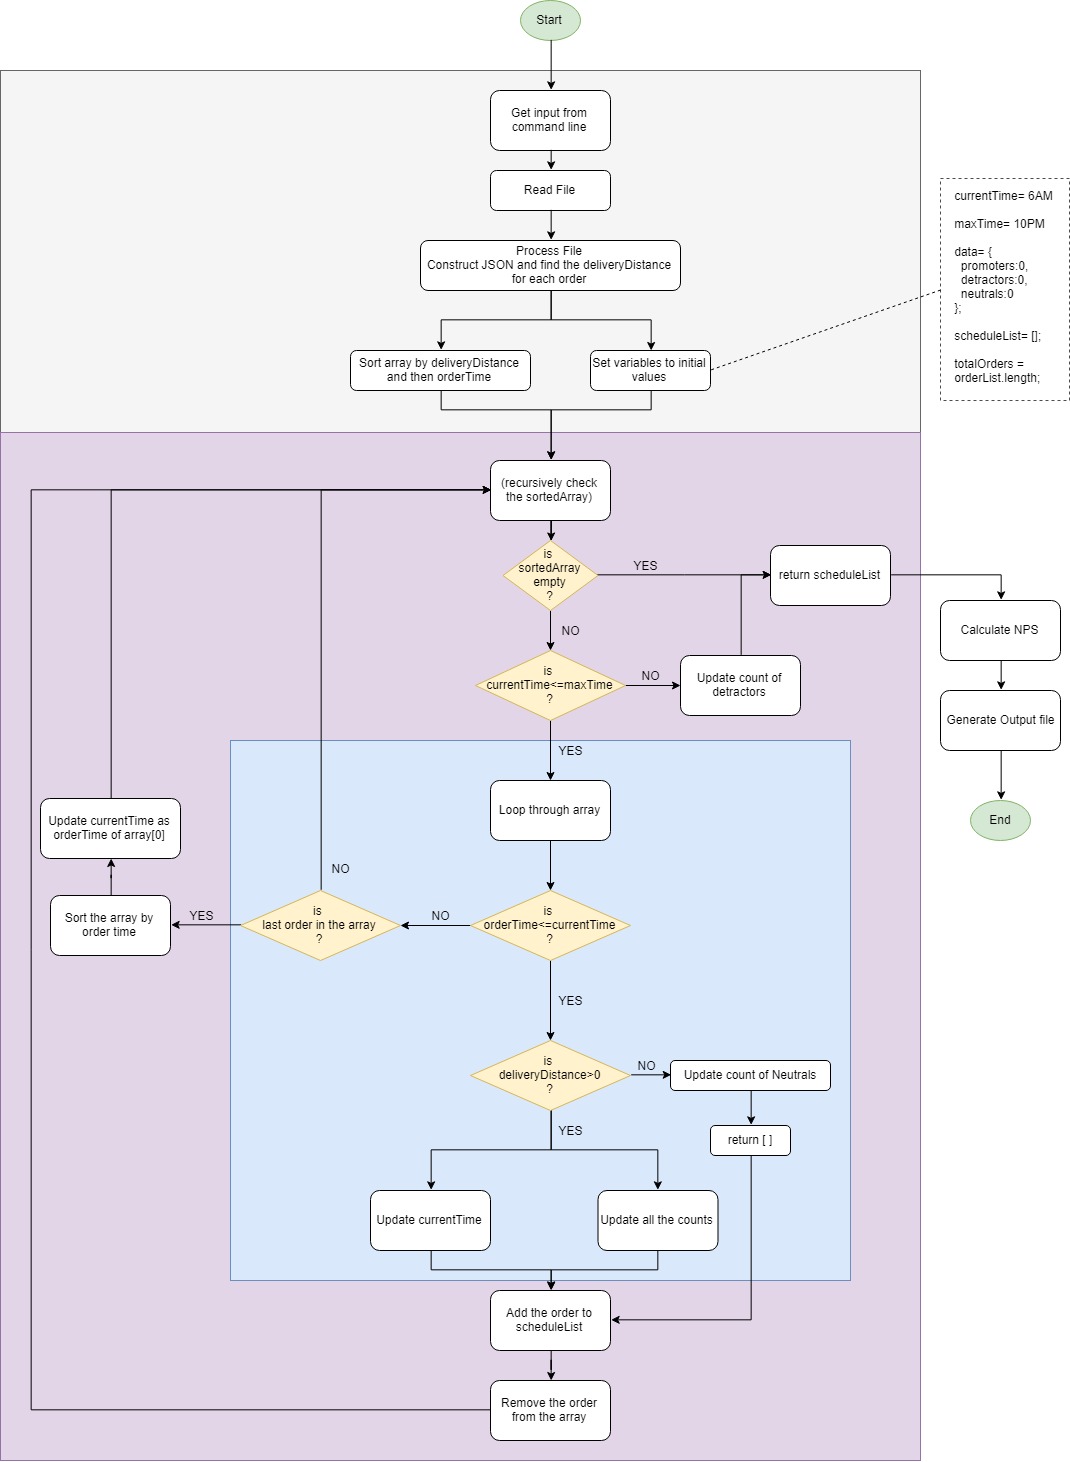 Start
Get input from
command line
Read File
Process File
Construct JSON and find the deliveryDistance
for each order
Sort array by deliveryDistance
and then orderTime
Set variables to initial
values
currentTime= 6AM
maxTime= 10PM
data= {
promoters:0,
detractors:0,
neutrals:0
};
scheduleList= [];
totalOrders =
orderList.length;
(recursively check
the sortedArray)
is
sortedArray
empty
?
YES
return scheduleList
NO
Calculate NPS
is
currentTime<=maxTime
?
NO
Update count of
detractors
Generate Output file
YES
End
Loop through array
Update currentTime as
orderTime of array[0]
NO
is
orderTime<=currentTime
?
NO
is
last order in the array
?
YES
Sort the array by
order time
YES
is
deliveryDistance>0
?
NO
Update count of Neutrals
YES
return [ ]
Update currentTime
Update all the counts
Add the order to
scheduleList
Remove the order
from the array